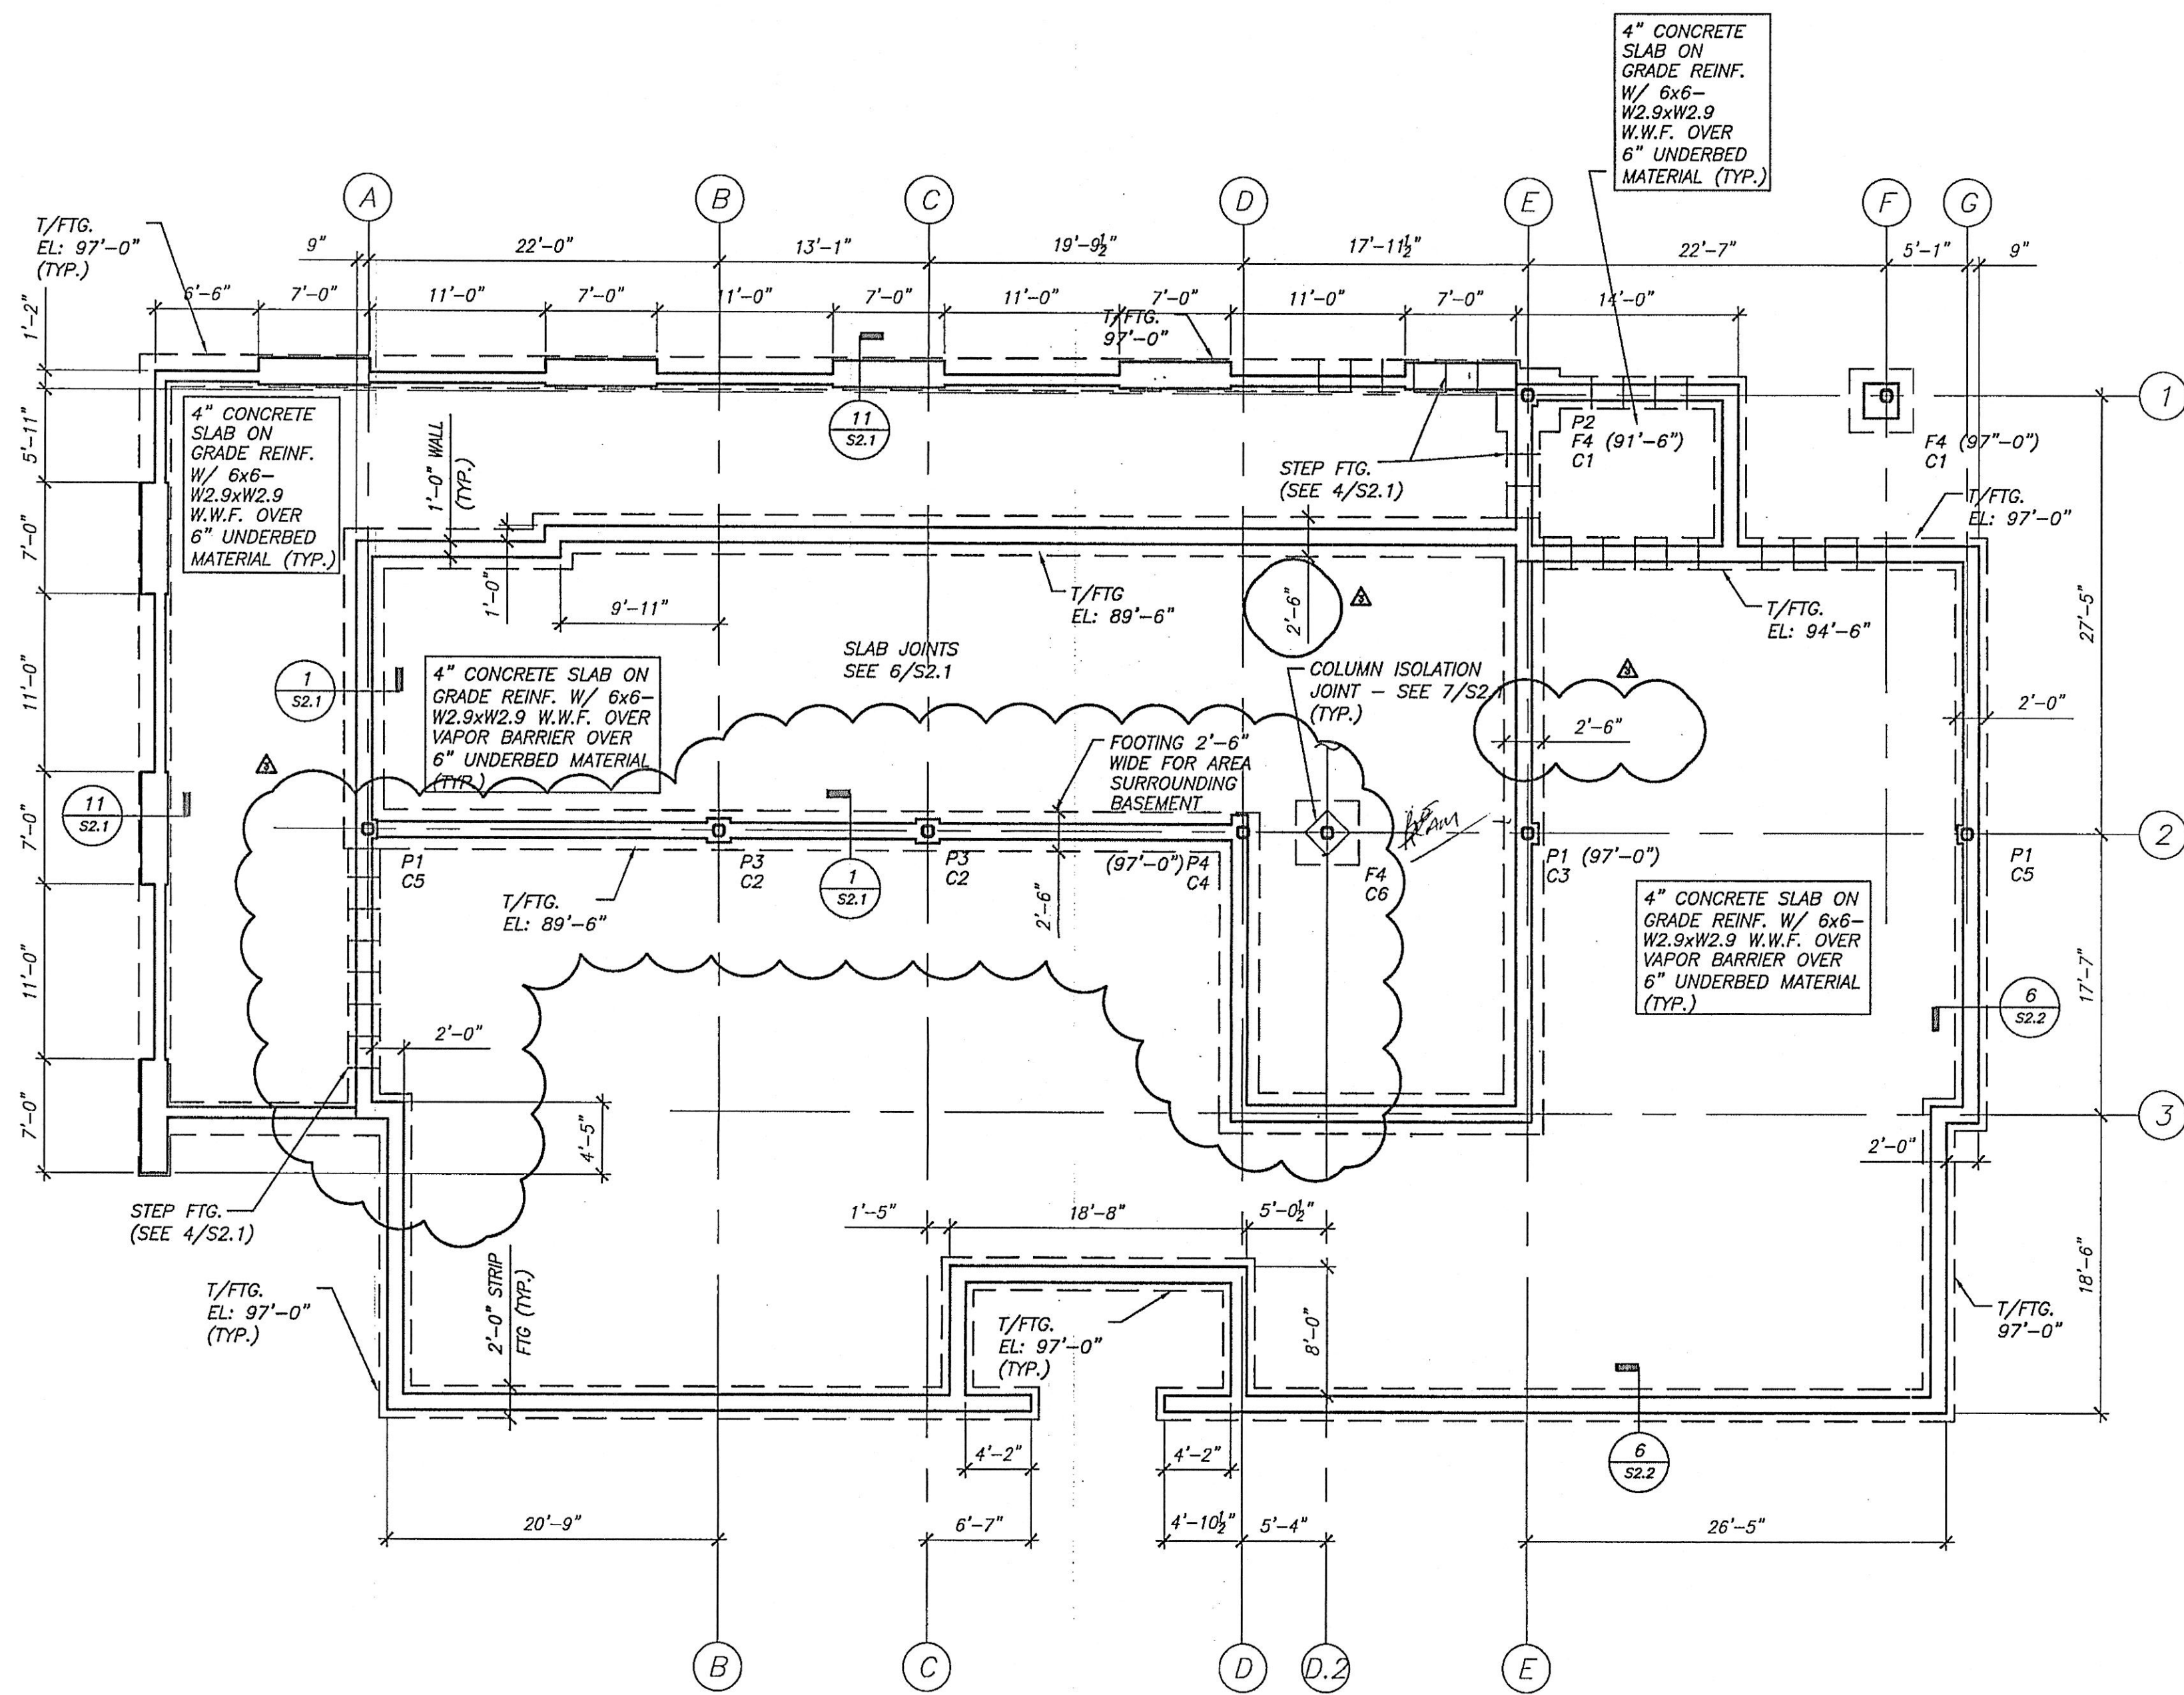 4" CONCRETE
SLAB ON
GRADE REINF.
W/ 6x6-
W2.9xW2.9
W.W.F. OVER
6" UNDERBED
MATERIAL (TYP.)
A
B
C
D
E
F
G
T/FTG.
EL: 97'-0"
(TYP.)
9"
22'-0"
13'-1"
19'-9½"
17'-11½"
22'-7"
5'-1"
9"
6'-6"
7'-0"
11'-0"
7'-0"
11'-0"
7'-0"
11'-0"
7'-0"
11'-0"
7'-0"
14'-0"
T/FTG.
97'-0"
1'-2"
5'-11"
7'-0"
11'-0"
7'-0"
11'-0"
7'-0"
1
4" CONCRETE
SLAB ON
GRADE REINF.
W/ 6x6-
W2.9xW2.9
W.W.F. OVER
6" UNDERBED
MATERIAL (TYP.)
1'-0" WALL
(TYP.)
11
S2.1
P2
F4 (91'-6")
C1
F4 (97"-0")
C1
STEP FTG.
(SEE 4/S2.1)
T/FTG.
EL: 97'-0"
1'-0"
9'-11"
T/FTG
EL: 89'-6"
2'-6"
3
T/FTG.
EL: 94'-6"
27'-5"
SLAB JOINTS
SEE 6/S2.1
1
S2.1
4" CONCRETE SLAB ON
GRADE REINF. W/ 6x6-
W2.9xW2.9 W.W.F. OVER
VAPOR BARRIER OVER
6" UNDERBED MATERIAL
(TYP.)
COLUMN ISOLATION
JOINT - SEE 7/S2.1
(TYP.)
3
2'-6"
2'-0"
FOOTING 2'-6"
WIDE FOR AREA
SURROUNDING
BASEMENT
3
11
S2.1
2
P1
C5
P3
C2
1
S2.1
P3
C2
(97'-0") P4
C4
F4
C6
P1 (97'-0")
C3
P1
C5
T/FTG.
EL: 89'-6"
2'-6"
4" CONCRETE SLAB ON
GRADE REINF. W/ 6x6-
W2.9xW2.9 W.W.F. OVER
VAPOR BARRIER OVER
6" UNDERBED MATERIAL
(TYP.)
17'-7"
6
S2.2
2'-0"
3
4'-5"
2'-0"
STEP FTG.
(SEE 4/S2.1)
1'-5"
18'-8"
5'-0½"
18'-6"
T/FTG.
EL: 97'-0"
(TYP.)
2'-0" STRIP
FTG (TYP.)
T/FTG.
EL: 97'-0"
(TYP.)
8'-0"
T/FTG.
97'-0"
6
S2.2
4'-2"
4'-2"
20'-9"
6'-7"
4'-10½"
5'-4"
26'-5"
B
C
D
D.2
E